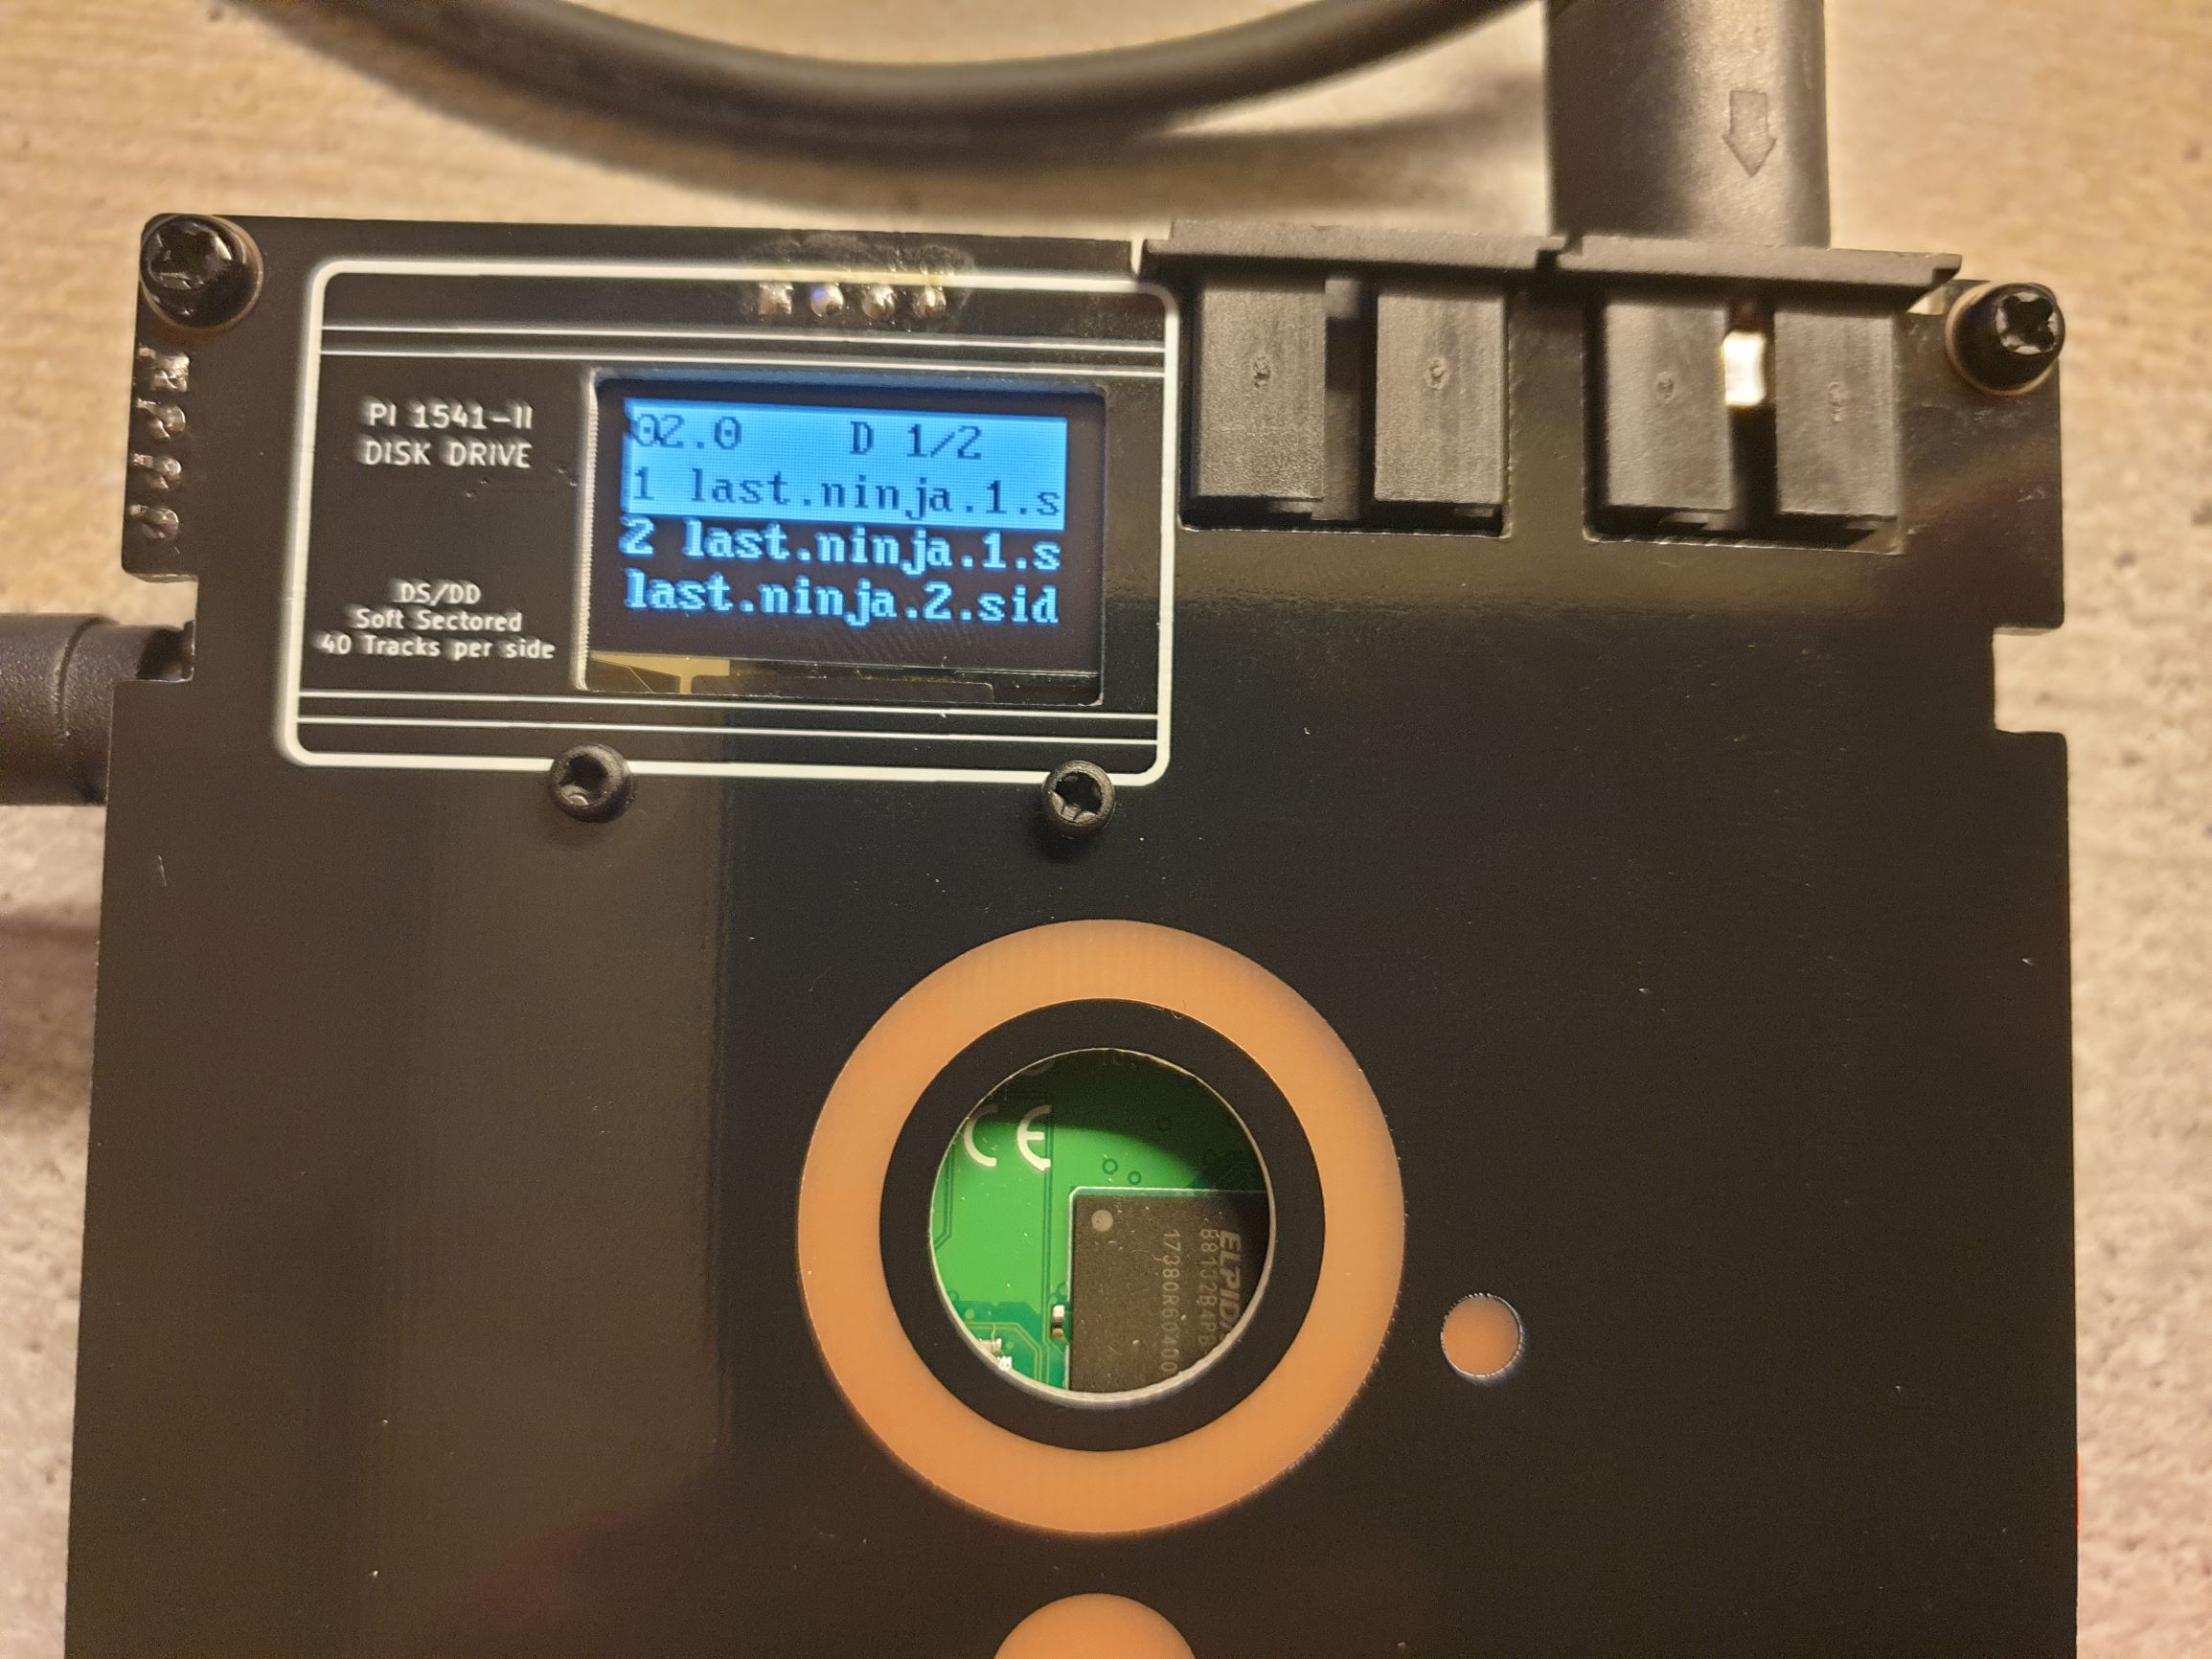 PI 1541-II
DISK DRIVE
DS/DD
Soft Sectored
40 Tracks per side
02.0 D 1/2
1 last.ninja.1.s
2 last.ninja.1.s
last.ninja.2.sid
CE
ELPIDA